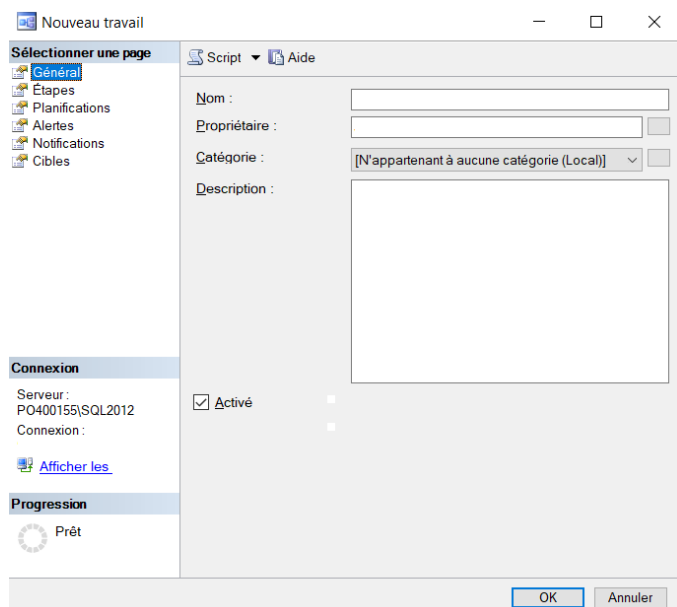 Nouveau travail
Sélectionner une page
Général
Étapes
Planifications
Alertes
Notifications
Cibles
Script
Aide
Nom :
Propriétaire :
Catégorie :
[N'appartenant à aucune catégorie (Local)]
Description :
Activé
Connexion
Serveur :
PO400155\SQL2012
Connexion :
Afficher les
Progression
Prêt
OK
Annuler